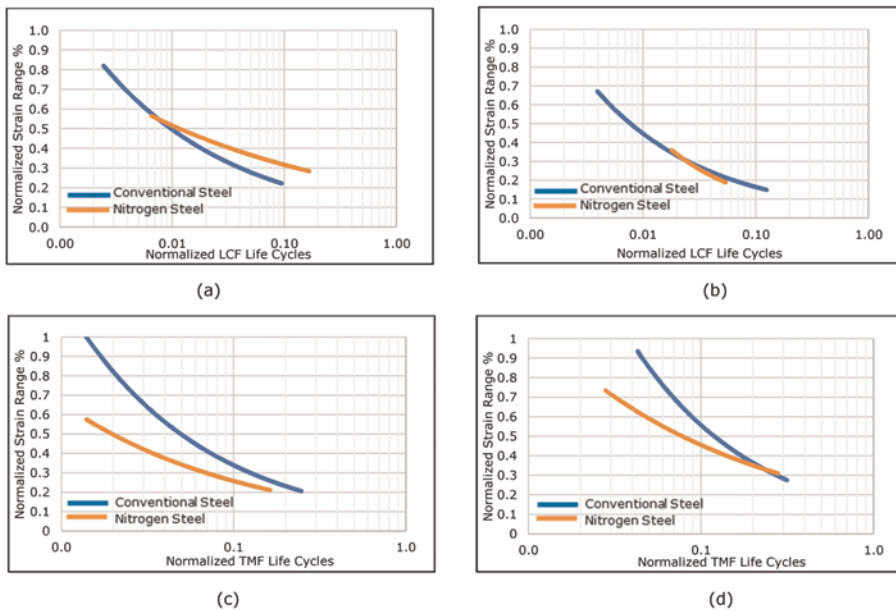 Normalized Strain Range %
1.0
0.9
0.8
0.7
0.6
0.5
0.4
0.3
0.2
0.1
0.0
Conventional Steel
Nitrogen Steel
0.00
0.01
0.10
1.00
Normalized LCF Life Cycles
(a)
Normalized Strain Range %
1.0
0.9
0.8
0.7
0.6
0.5
0.4
0.3
0.2
0.1
0.0
Conventional Steel
Nitrogen Steel
0.00
0.01
0.10
1.00
Normalized LCF Life Cycles
(b)
Normalized Strain Range %
1
0.9
0.8
0.7
0.6
0.5
0.4
0.3
0.2
0.1
0
Conventional Steel
Nitrogen Steel
0.0
0.1
1.0
Normalized TMF Life Cycles
(c)
Normalized Strain Range %
1
0.9
0.8
0.7
0.6
0.5
0.4
0.3
0.2
0.1
0
Conventional Steel
Nitrogen Steel
0.0
0.1
1.0
Normalized TMF Life Cycles
(d)